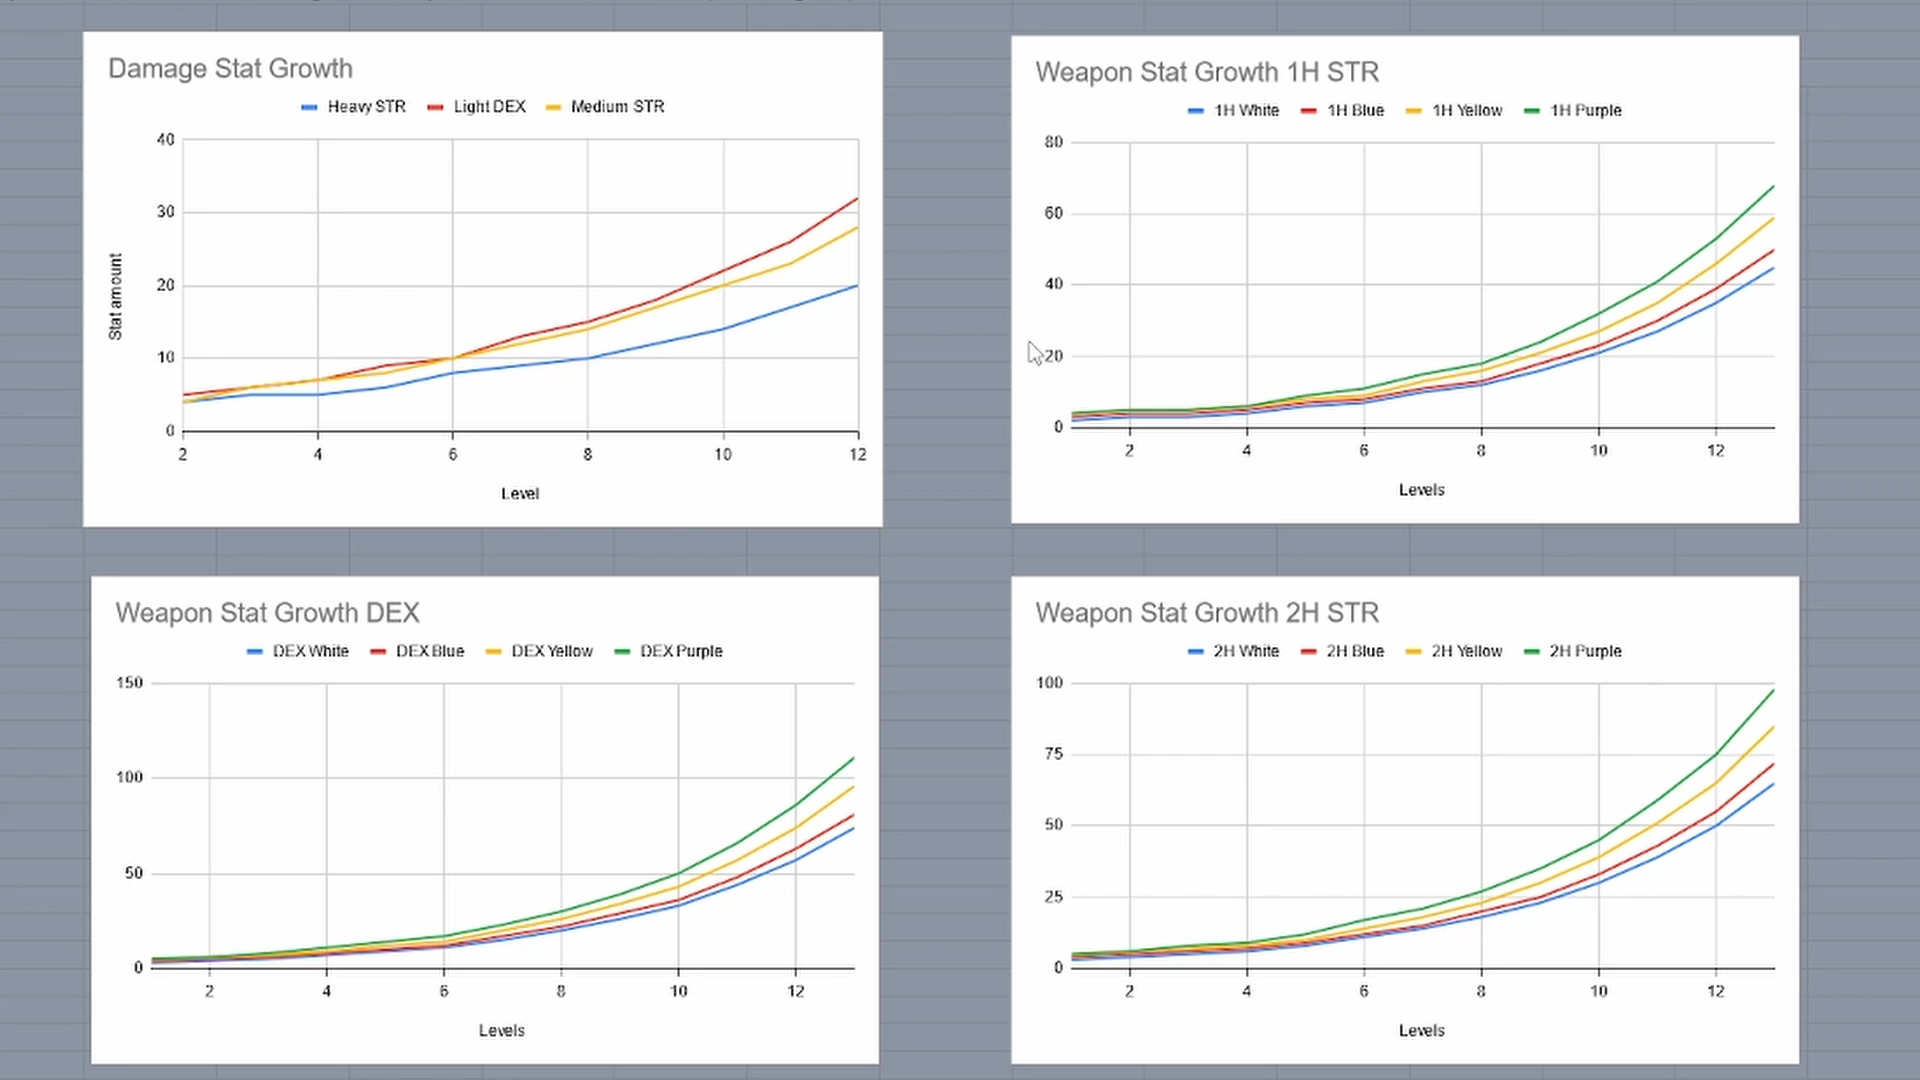 Damage Stat Growth
Heavy STR Light DEX Medium STR
40
30
20
10
0
Stat amount
2 4 6 8 10 12
Level
Weapon Stat Growth 1H STR
1H White 1H Blue 1H Yellow 1H Purple
80
60
40
20
0
2 4 6 8 10 12
Levels
Weapon Stat Growth DEX
DEX White DEX Blue DEX Yellow DEX Purple
150
100
50
0
2 4 6 8 10 12
Levels
Weapon Stat Growth 2H STR
2H White 2H Blue 2H Yellow 2H Purple
100
75
50
25
0
2 4 6 8 10 12
Levels